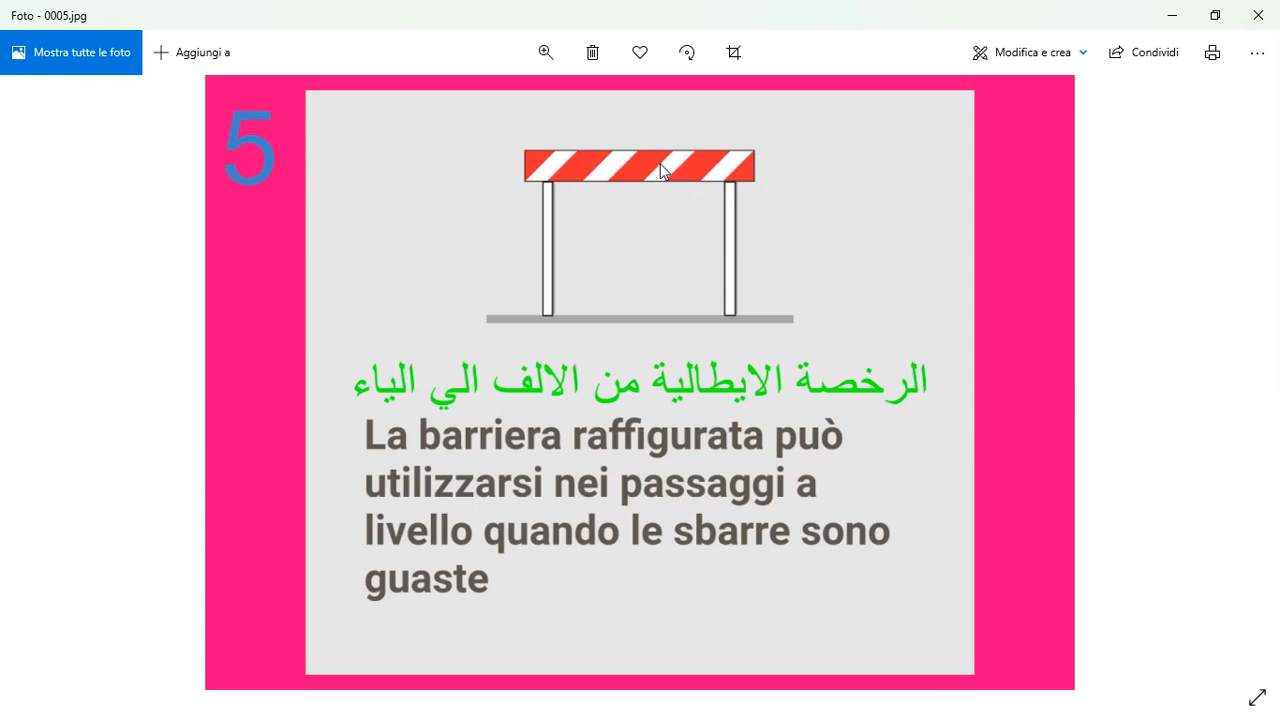 Foto - 0005.jpg
Mostra tutte le foto
Aggiungi a
Modifica e crea
Condividi
5
الرخصة الايطالية من الالف الي الياء
La barriera raffigurata può
utilizzarsi nei passaggi a
livello quando le sbarre sono
guaste